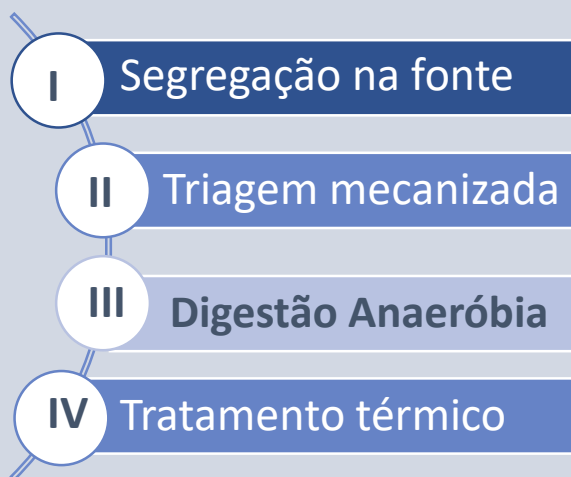 I Segregação na fonte
II Triagem mecanizada
III Digestão Anaeróbia
IV Tratamento térmico